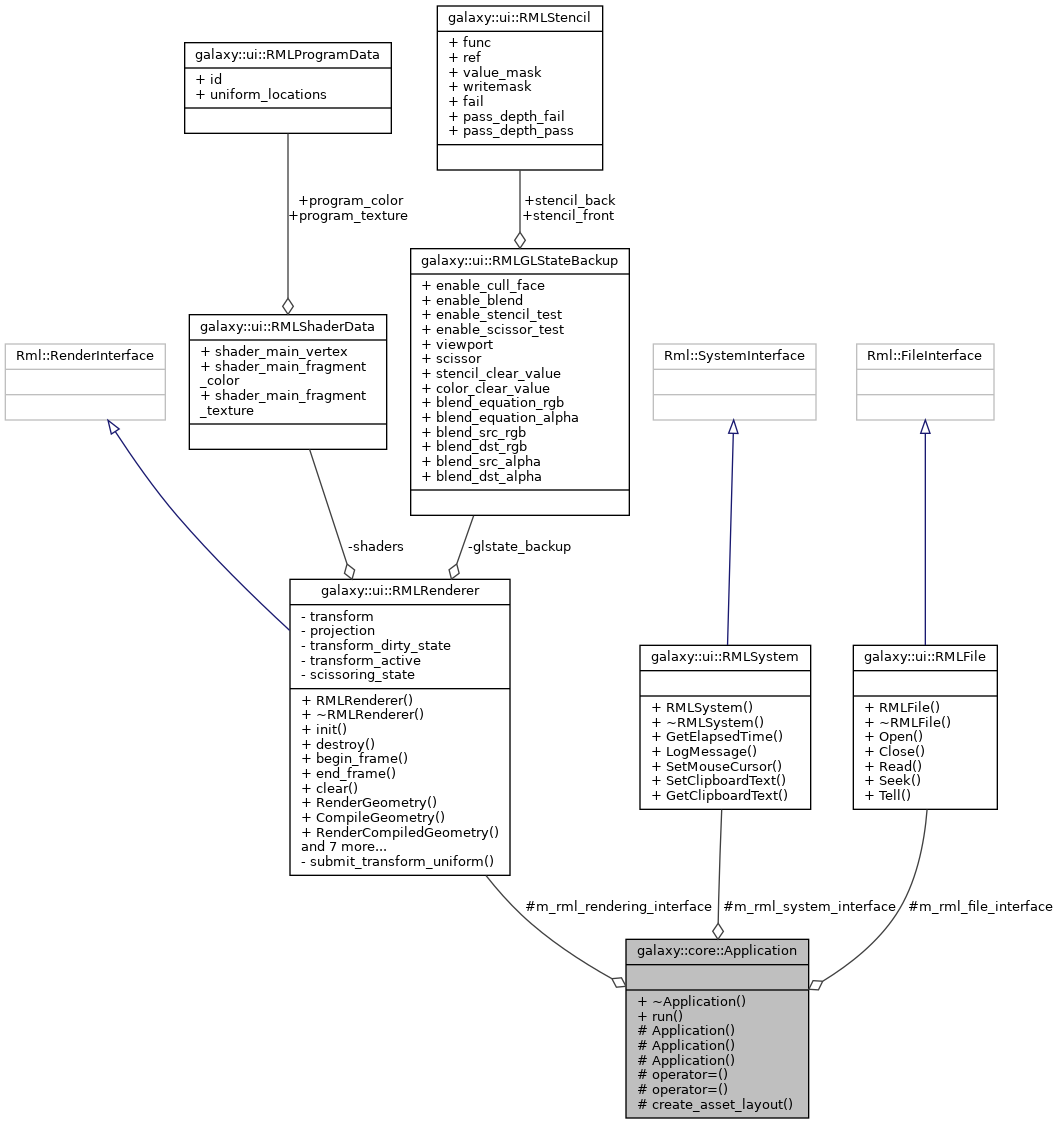 galaxy::ui::RMLStencil
+ func
+ ref
+ value_mask
+ writemask
+ fail
+ pass_depth_fail
+ pass_depth_pass
galaxy::ui::RMLProgramData
+ id
+ uniform_locations
+program_color
+program_texture
+stencil_back
+stencil_front
galaxy::ui::RMLGLStateBackup
+ enable_cull_face
+ enable_blend
+ enable_stencil_test
+ enable_scissor_test
+ viewport
+ scissor
+ stencil_clear_value
+ color_clear_value
+ blend_equation_rgb
+ blend_equation_alpha
+ blend_src_rgb
+ blend_dst_rgb
+ blend_src_alpha
+ blend_dst_alpha
galaxy::ui::RMLShaderData
+ shader_main_vertex
+ shader_main_fragment
_color
+ shader_main_fragment
_texture
Rml::RenderInterface
Rml::SystemInterface
Rml::FileInterface
-shaders
-glstate_backup
galaxy::ui::RMLRenderer
- transform
- projection
- transform_dirty_state
- transform_active
- scissoring_state
+ RMLRenderer()
+ ~RMLRenderer()
+ init()
+ destroy()
+ begin_frame()
+ end_frame()
+ clear()
+ RenderGeometry()
+ CompileGeometry()
+ RenderCompiledGeometry()
and 7 more...
- submit_transform_uniform()
galaxy::ui::RMLSystem
+ RMLSystem()
+ ~RMLSystem()
+ GetElapsedTime()
+ LogMessage()
+ SetMouseCursor()
+ SetClipboardText()
+ GetClipboardText()
galaxy::ui::RMLFile
+ RMLFile()
+ ~RMLFile()
+ Open()
+ Close()
+ Read()
+ Seek()
+ Tell()
#m_rml_rendering_interface
#m_rml_system_interface
#m_rml_file_interface
galaxy::core::Application
+ ~Application()
+ run()
# Application()
# Application()
# Application()
# operator=()
# operator=()
# create_asset_layout()